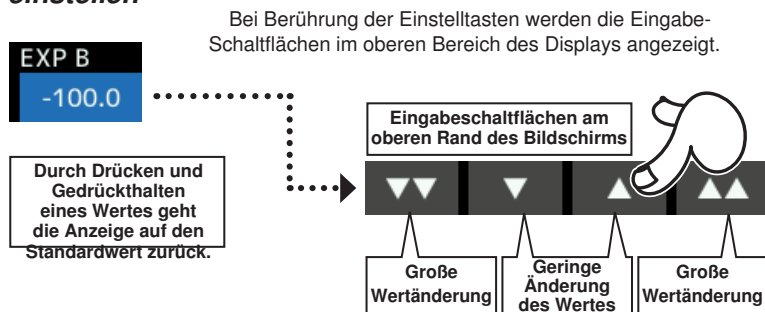 einstellen
Bei Berührung der Einstelltasten werden die Eingabe-
Schaltflächen im oberen Bereich des Displays angezeigt.
EXP B
-100.0
Eingabeschaltflächen am
oberen Rand des Bildschirms
Durch Drücken und
Gedrückthalten
eines Wertes geht
die Anzeige auf den
Standardwert zurück.
Große
Wertänderung
Geringe
Änderung
des Wertes
Große
Wertänderung